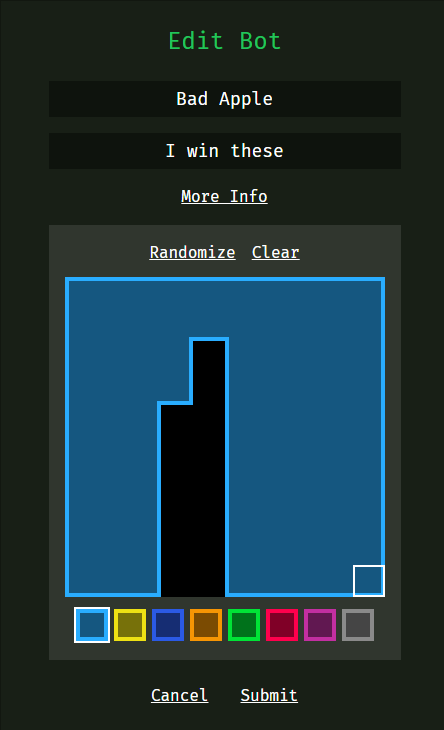 Edit Bot
Bad Apple
I win these
More Info
Randomize Clear
Cancel Submit